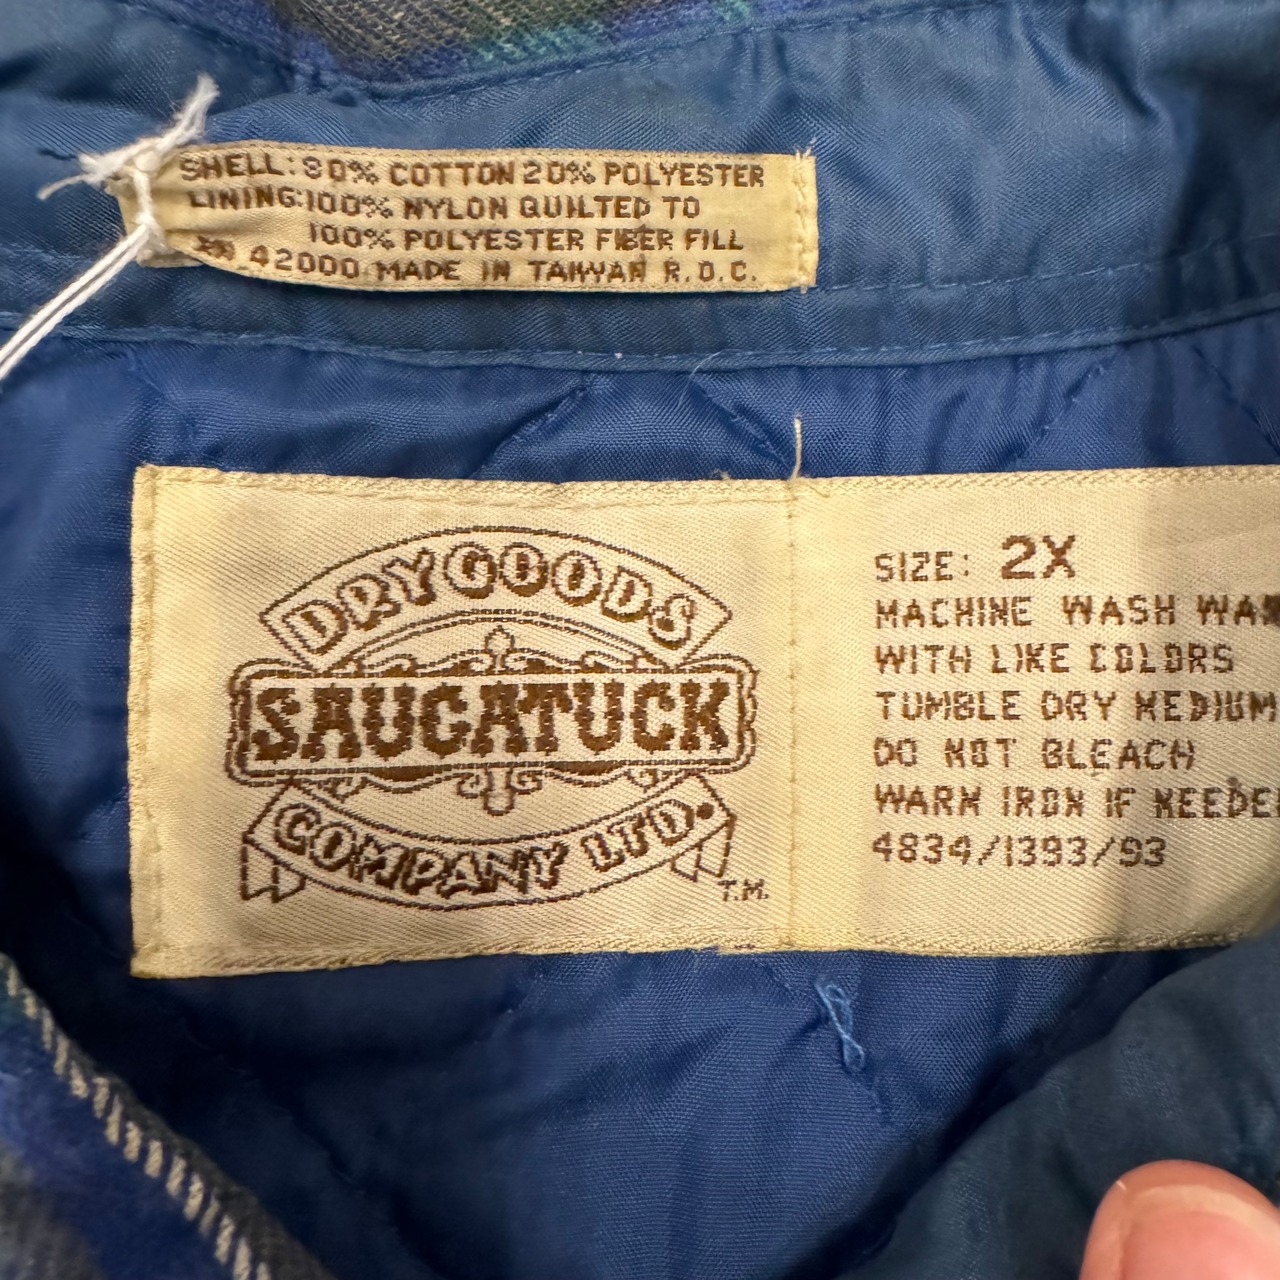 SHELL: 80% COTTON 20% POLYESTER
LINING: 100% NYLON QUILTED TO
100% POLYESTER FIBER FILL
RN 42000 MADE IN TAIWAN R.O.C.
DRY GOODS
SAUGATUCK
COMPANY LTD.
T.M.
SIZE: 2X
MACHINE WASH
WITH LIKE COLORS
TUMBLE DRY MEDIUM
DO NOT BLEACH
WARM IRON IF
4834/1393/93